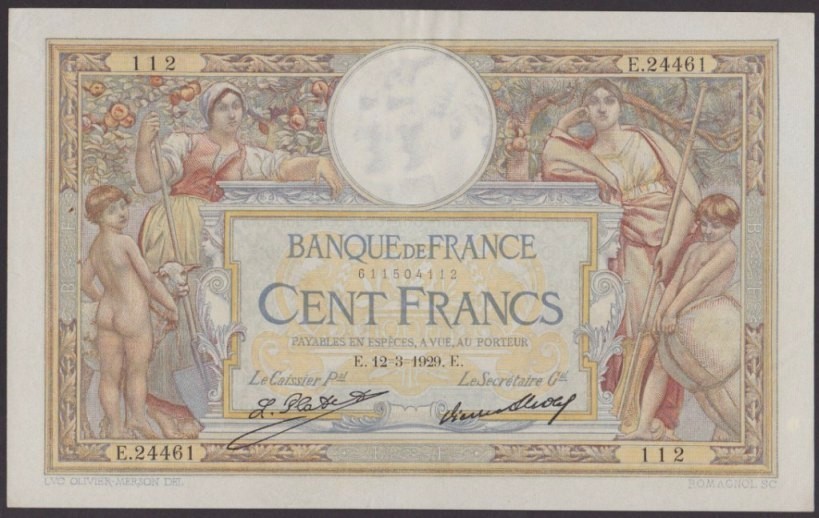 112
E.24461
BANQUE DE FRANCE
611504112
CENT FRANCS
PAYABLES EN ESPÈCES, A VUE, AU PORTEUR
E. 12-3-1929. E.
Le Caissier Pal
Le Secrétaire Gal
E.24461
112
LUC OLIVIER-MERSON DEL.
ROMAGNOL SC.